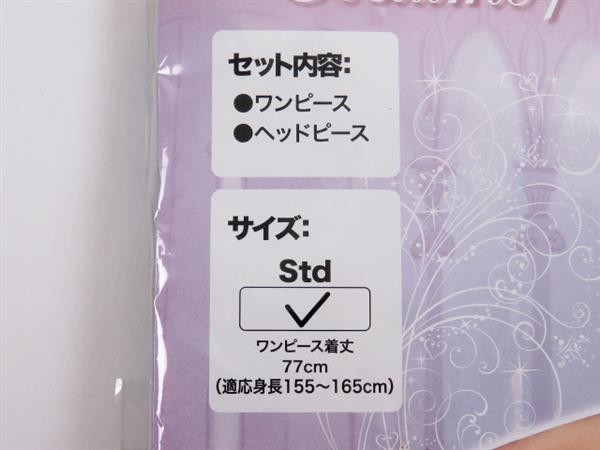 セット内容:
●ワンピース
●ヘッドピース
サイズ:
Std
✓
ワンピース着丈
77cm
(適応身長155〜165cm)